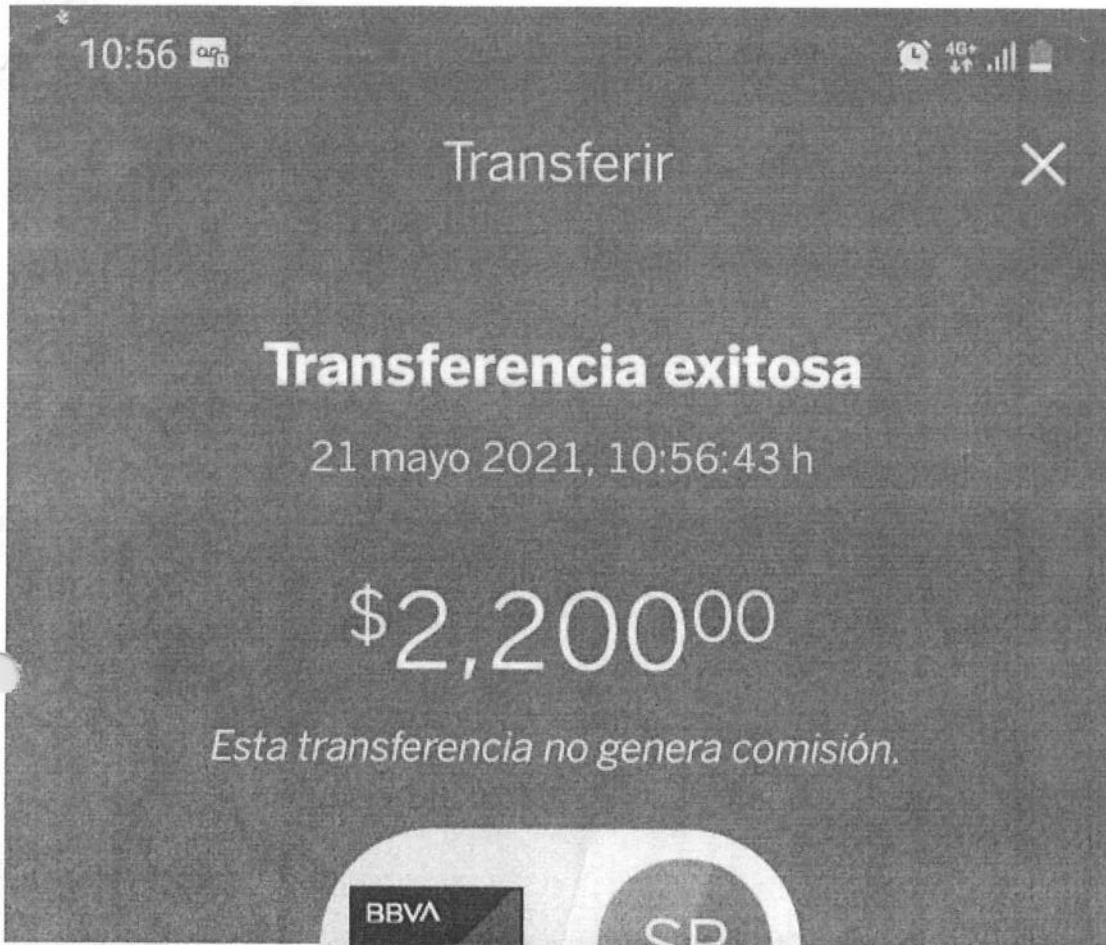 10:56
4G+
Transferir
Transferencia exitosa
21 mayo 2021, 10:56:43 h
$2,200⁰⁰
Esta transferencia no genera comisión.
BBVA